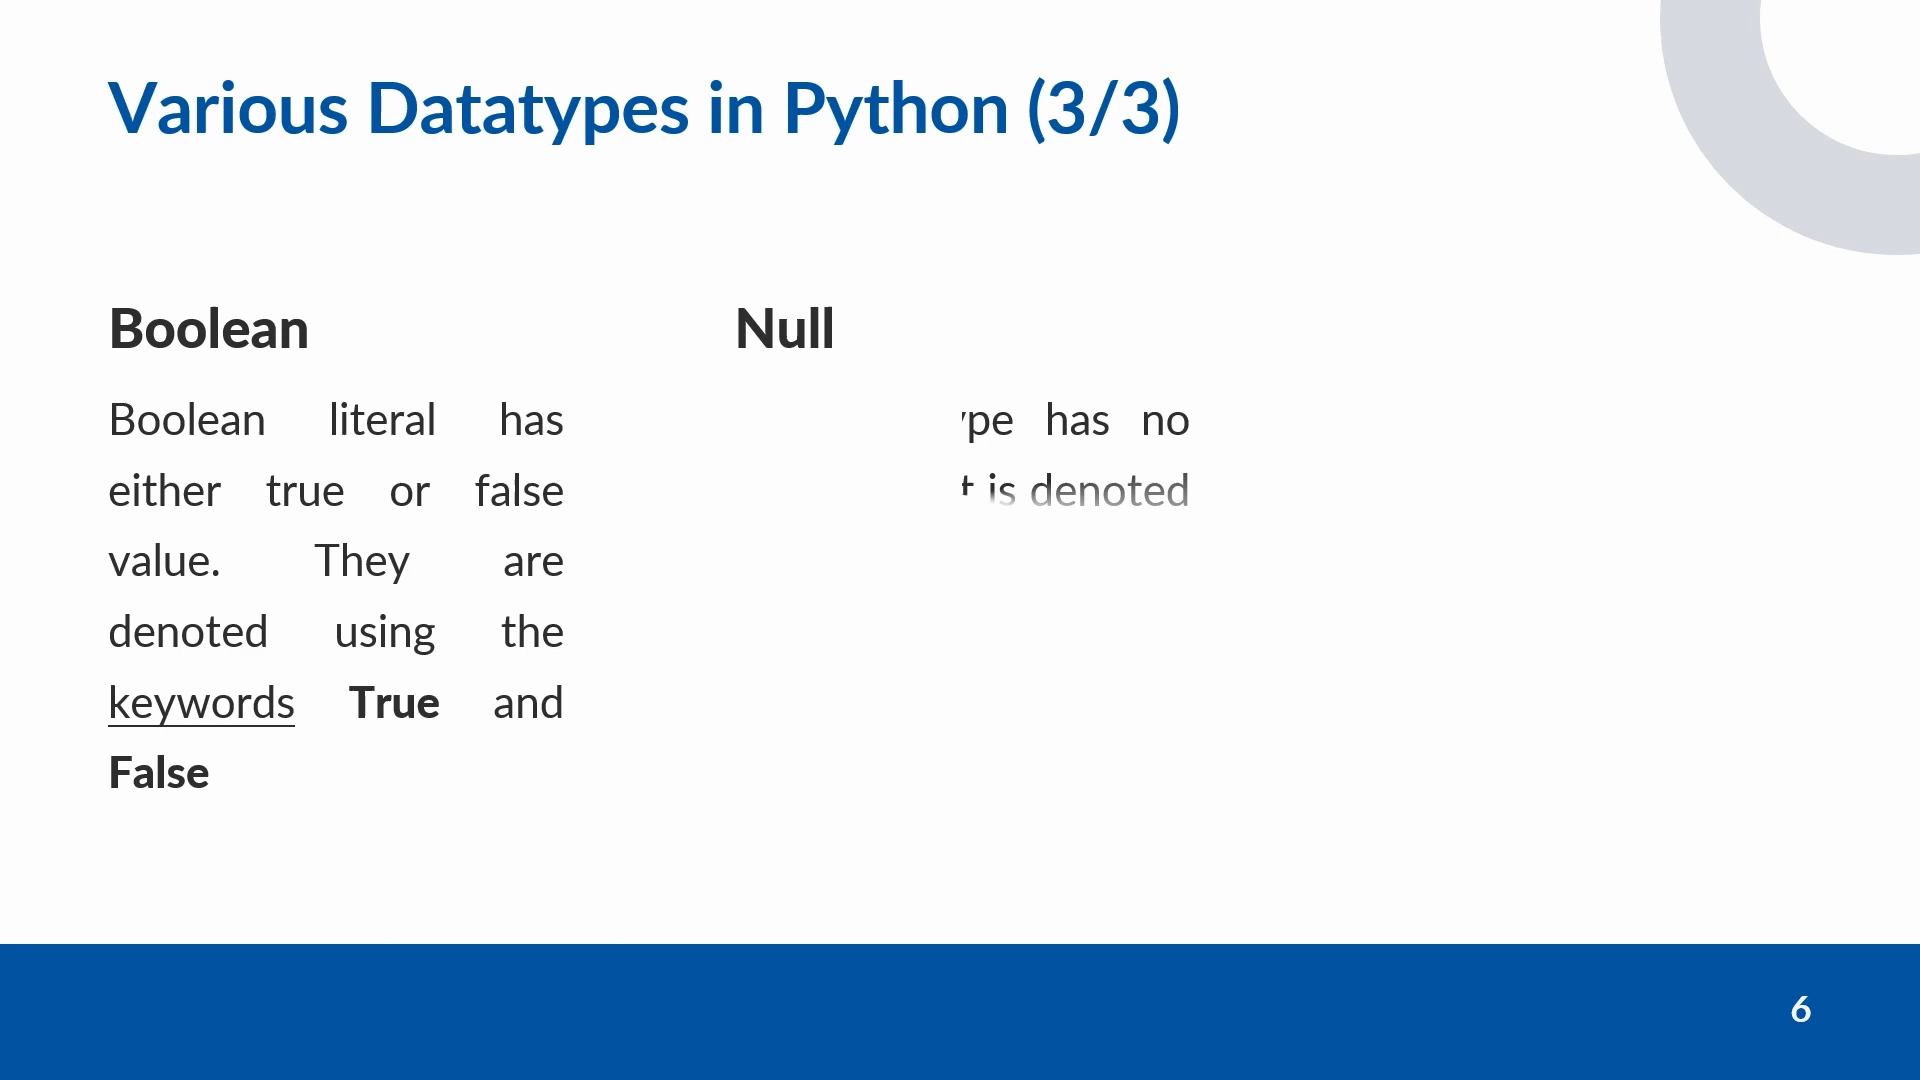 Various Datatypes in Python (3/3)
Boolean
Boolean literal has
either true or false
value. They are
denoted using the
keywords True and
False
Null
has no
is denoted
6